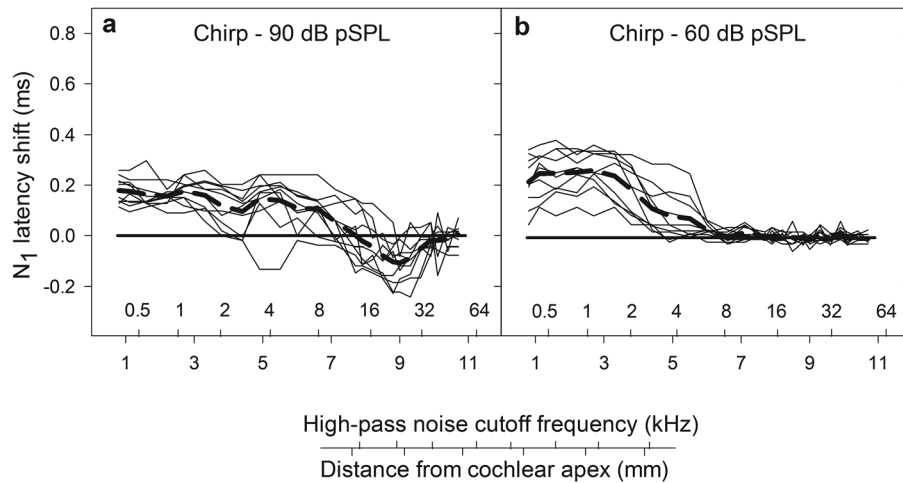 a Chirp - 90 dB pSPL
b Chirp - 60 dB pSPL
N1 latency shift (ms)
0.8
0.6
0.4
0.2
0.0
-0.2
0.5 1 2 4 8 16 32 64
0.5 1 2 4 8 16 32 64
1 3 5 7 9 11
1 3 5 7 9 11
High-pass noise cutoff frequency (kHz)
Distance from cochlear apex (mm)